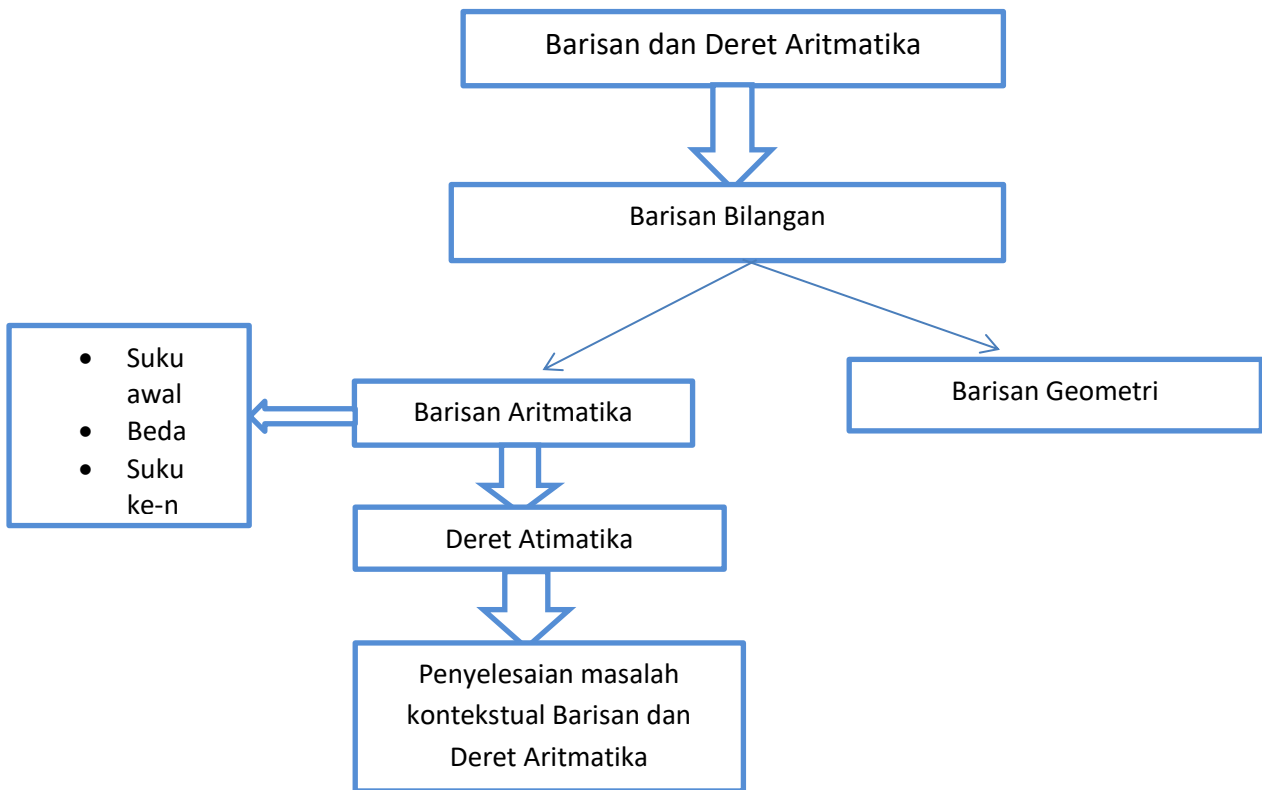 Barisan dan Deret Aritmatika
Barisan Bilangan
• Suku
awal
• Beda
• Suku
ke-n
Barisan Aritmatika
Barisan Geometri
Deret Atimatika
Penyelesaian masalah
kontekstual Barisan dan
Deret Aritmatika